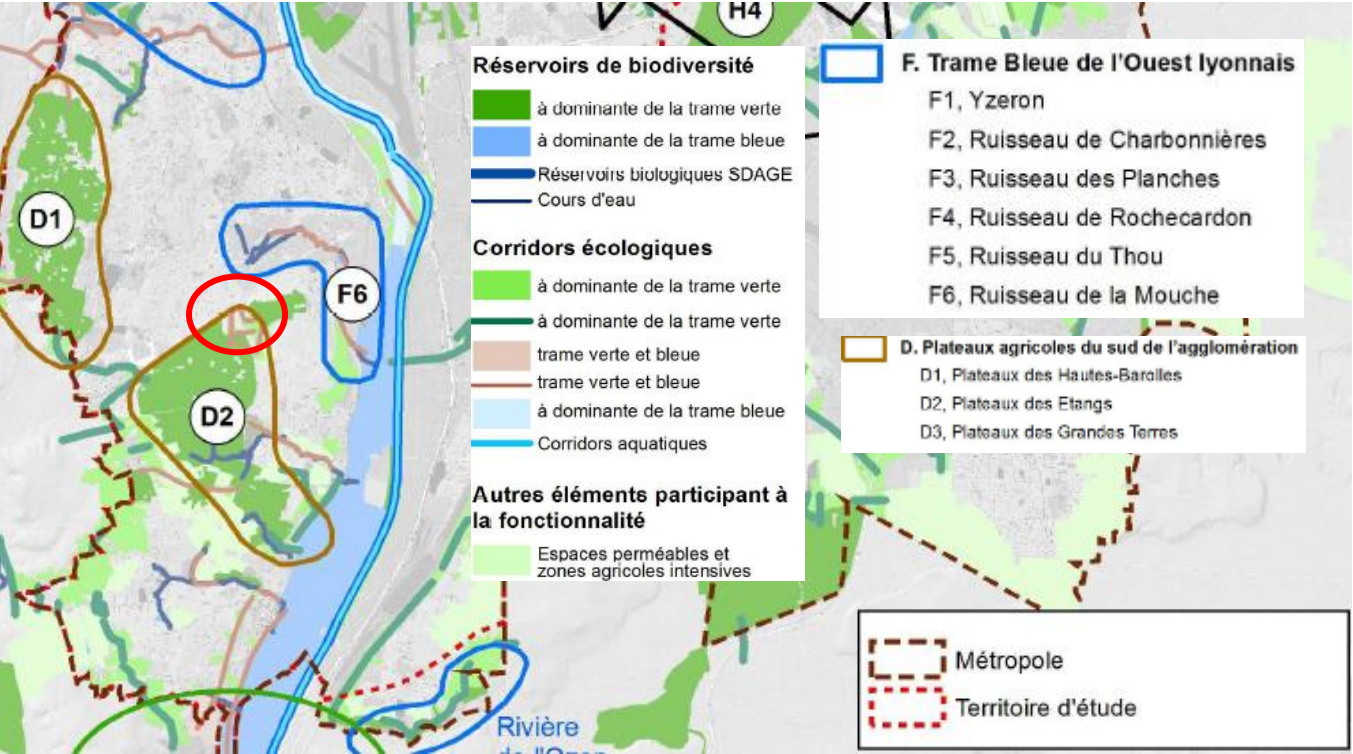 H4
D1
F6
D2
Réservoirs de biodiversité
à dominante de la trame verte
à dominante de la trame bleue
Réservoirs biologiques SDAGE
Cours d'eau
Corridors écologiques
à dominante de la trame verte
à dominante de la trame verte
trame verte et bleue
trame verte et bleue
à dominante de la trame bleue
Corridors aquatiques
Autres éléments participant à
la fonctionnalité
Espaces perméables et
zones agricoles intensives
F. Trame Bleue de l'Ouest lyonnais
F1, Yzeron
F2, Ruisseau de Charbonnières
F3, Ruisseau des Planches
F4, Ruisseau de Rochecardon
F5, Ruisseau du Thou
F6, Ruisseau de la Mouche
D. Plateaux agricoles du sud de l'agglomération
D1, Plateaux des Hautes-Barolles
D2, Plateaux des Etangs
D3, Plateaux des Grandes Terres
Métropole
Territoire d'étude
Rivière
de l'Ozon